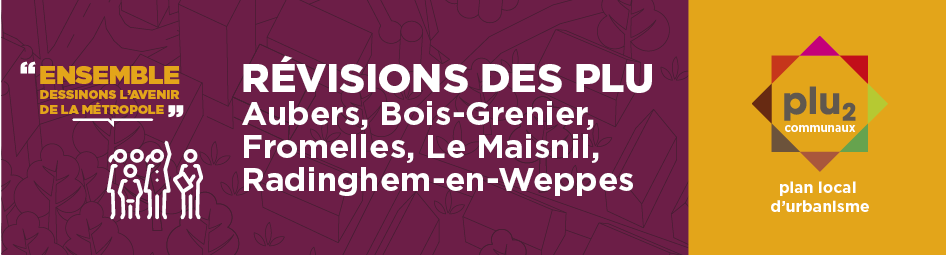 “ENSEMBLE
DESSINONS L’AVENIR
DE LA MÉTROPOLE”
RÉVISIONS DES PLU
Aubers, Bois-Grenier,
Fromelles, Le Maisnil,
Radinghem-en-Weppes
plu2
communaux
plan local
d’urbanisme